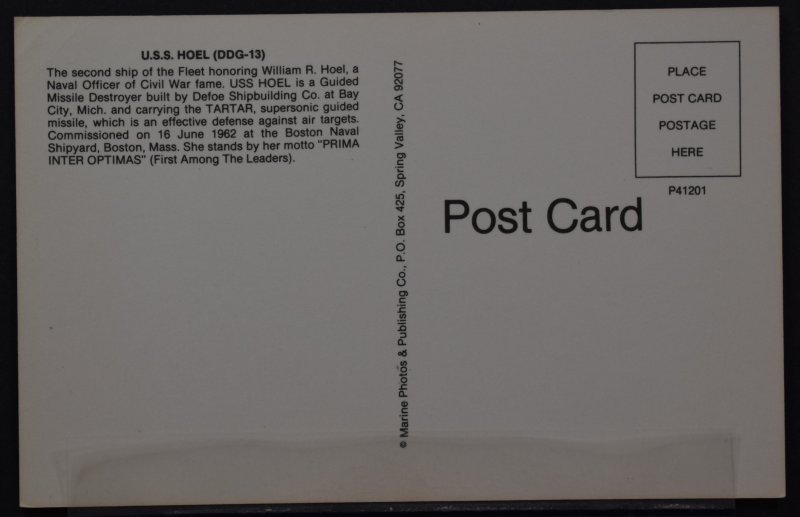 U.S.S. HOEL (DDG-13)
The second ship of the Fleet honoring William R. Hoel, a
Naval Officer of Civil War fame. USS HOEL is a Guided
Missile Destroyer built by Defoe Shipbuilding Co. at Bay
City, Mich. and carrying the TARTAR, supersonic guided
missile, which is an effective defense against air targets.
Commissioned on 16 June 1962 at the Boston Naval
Shipyard, Boston, Mass. She stands by her motto "PRIMA
INTER OPTIMAS" (First Among The Leaders).
© Marine Photos & Publishing Co., P.O. Box 425, Spring Valley, CA 92077
Post Card
PLACE
POST CARD
POSTAGE
HERE
P41201